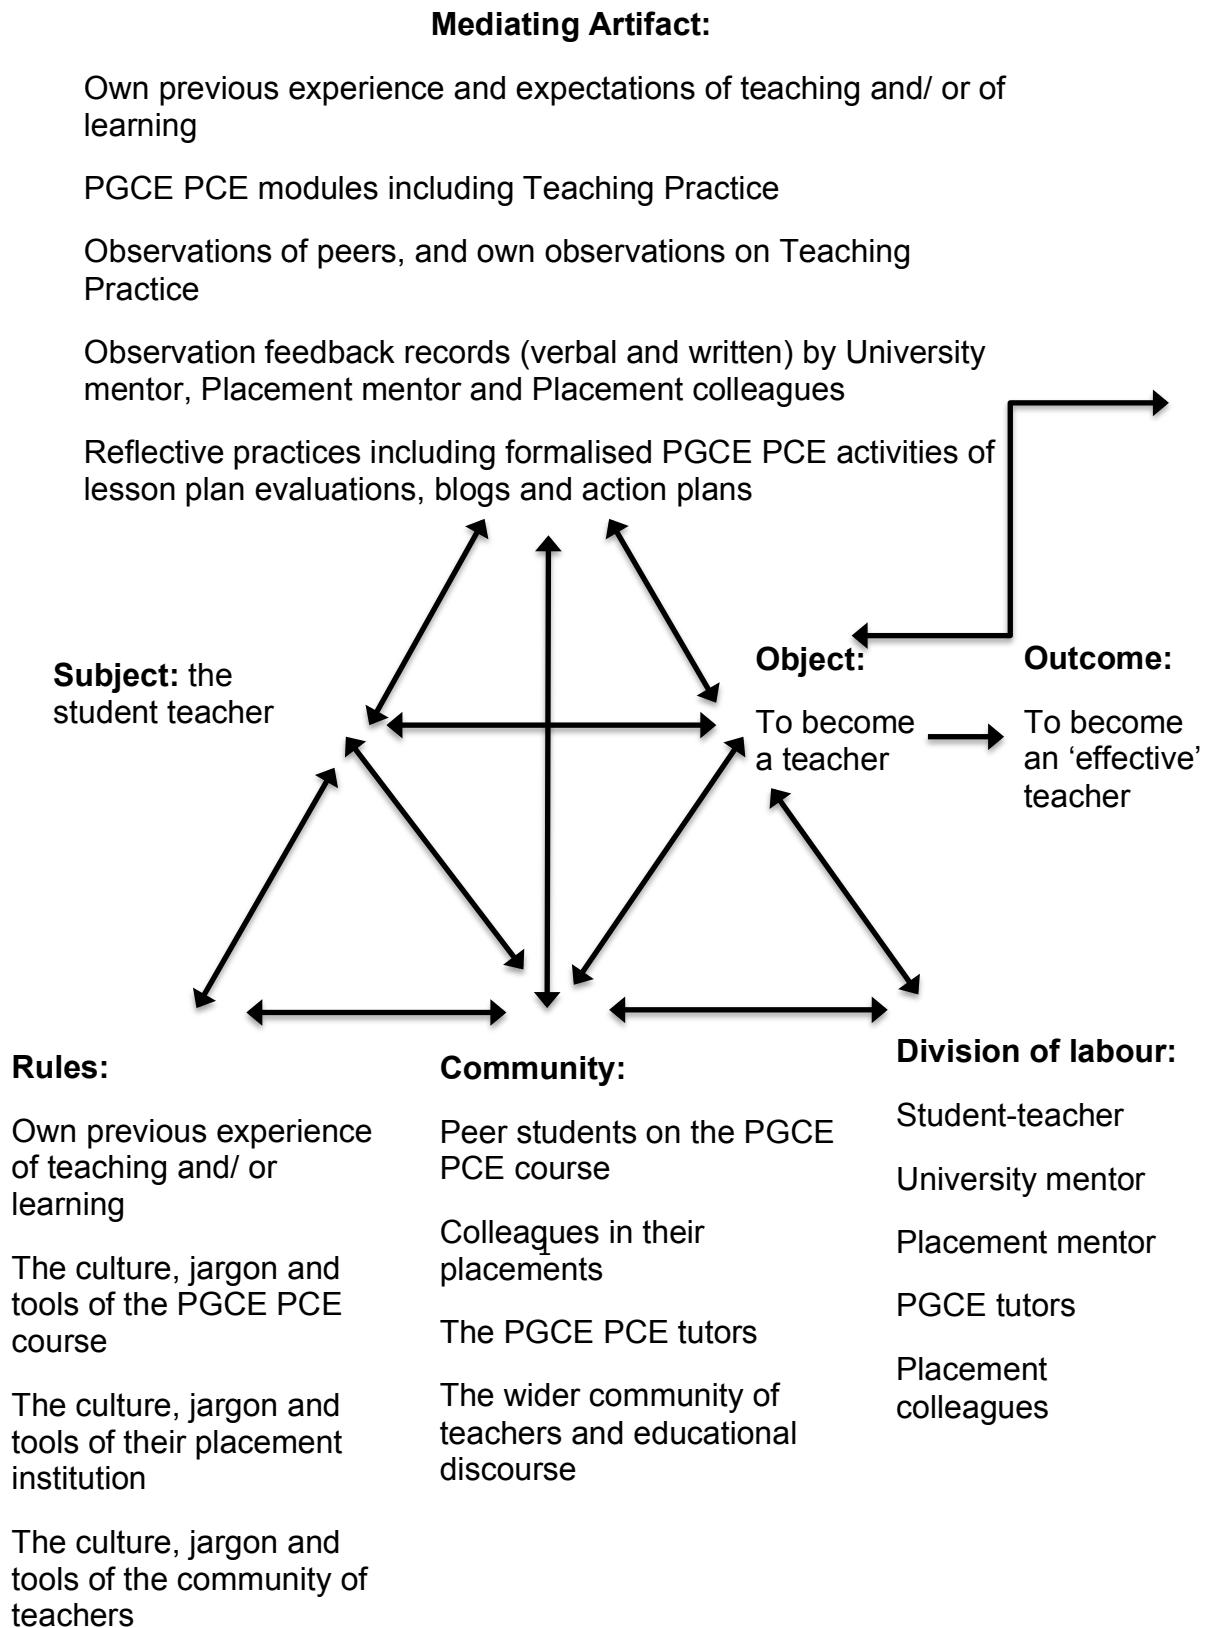 Mediating Artifact:
Own previous experience and expectations of teaching and/ or of
learning
PGCE PCE modules including Teaching Practice
Observations of peers, and own observations on Teaching
Practice
Observation feedback records (verbal and written) by University
mentor, Placement mentor and Placement colleagues
Reflective practices including formalised PGCE PCE activities of
lesson plan evaluations, blogs and action plans
Subject: the
student teacher
Object:
To become
a teacher
Outcome:
To become
an ‘effective’
teacher
Rules:
Own previous experience
of teaching and/ or
learning
The culture, jargon and
tools of the PGCE PCE
course
The culture, jargon and
tools of their placement
institution
The culture, jargon and
tools of the community of
teachers
Community:
Peer students on the PGCE
PCE course
Colleagues in their
1
placements
The PGCE PCE tutors
The wider community of
teachers and educational
discourse
Division of labour:
Student-teacher
University mentor
Placement mentor
PGCE tutors
Placement
colleagues